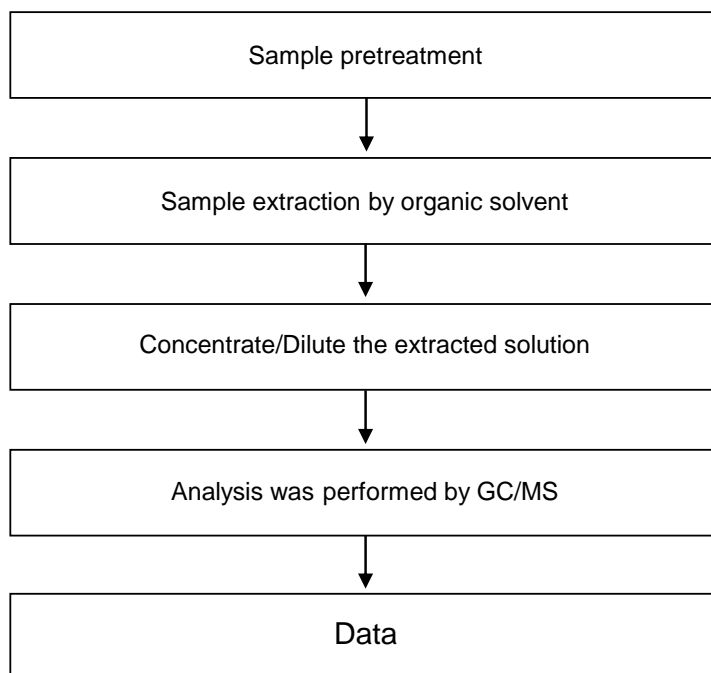 Sample pretreatment
Sample extraction by organic solvent
Concentrate/Dilute the extracted solution
Analysis was performed by GC/MS
Data